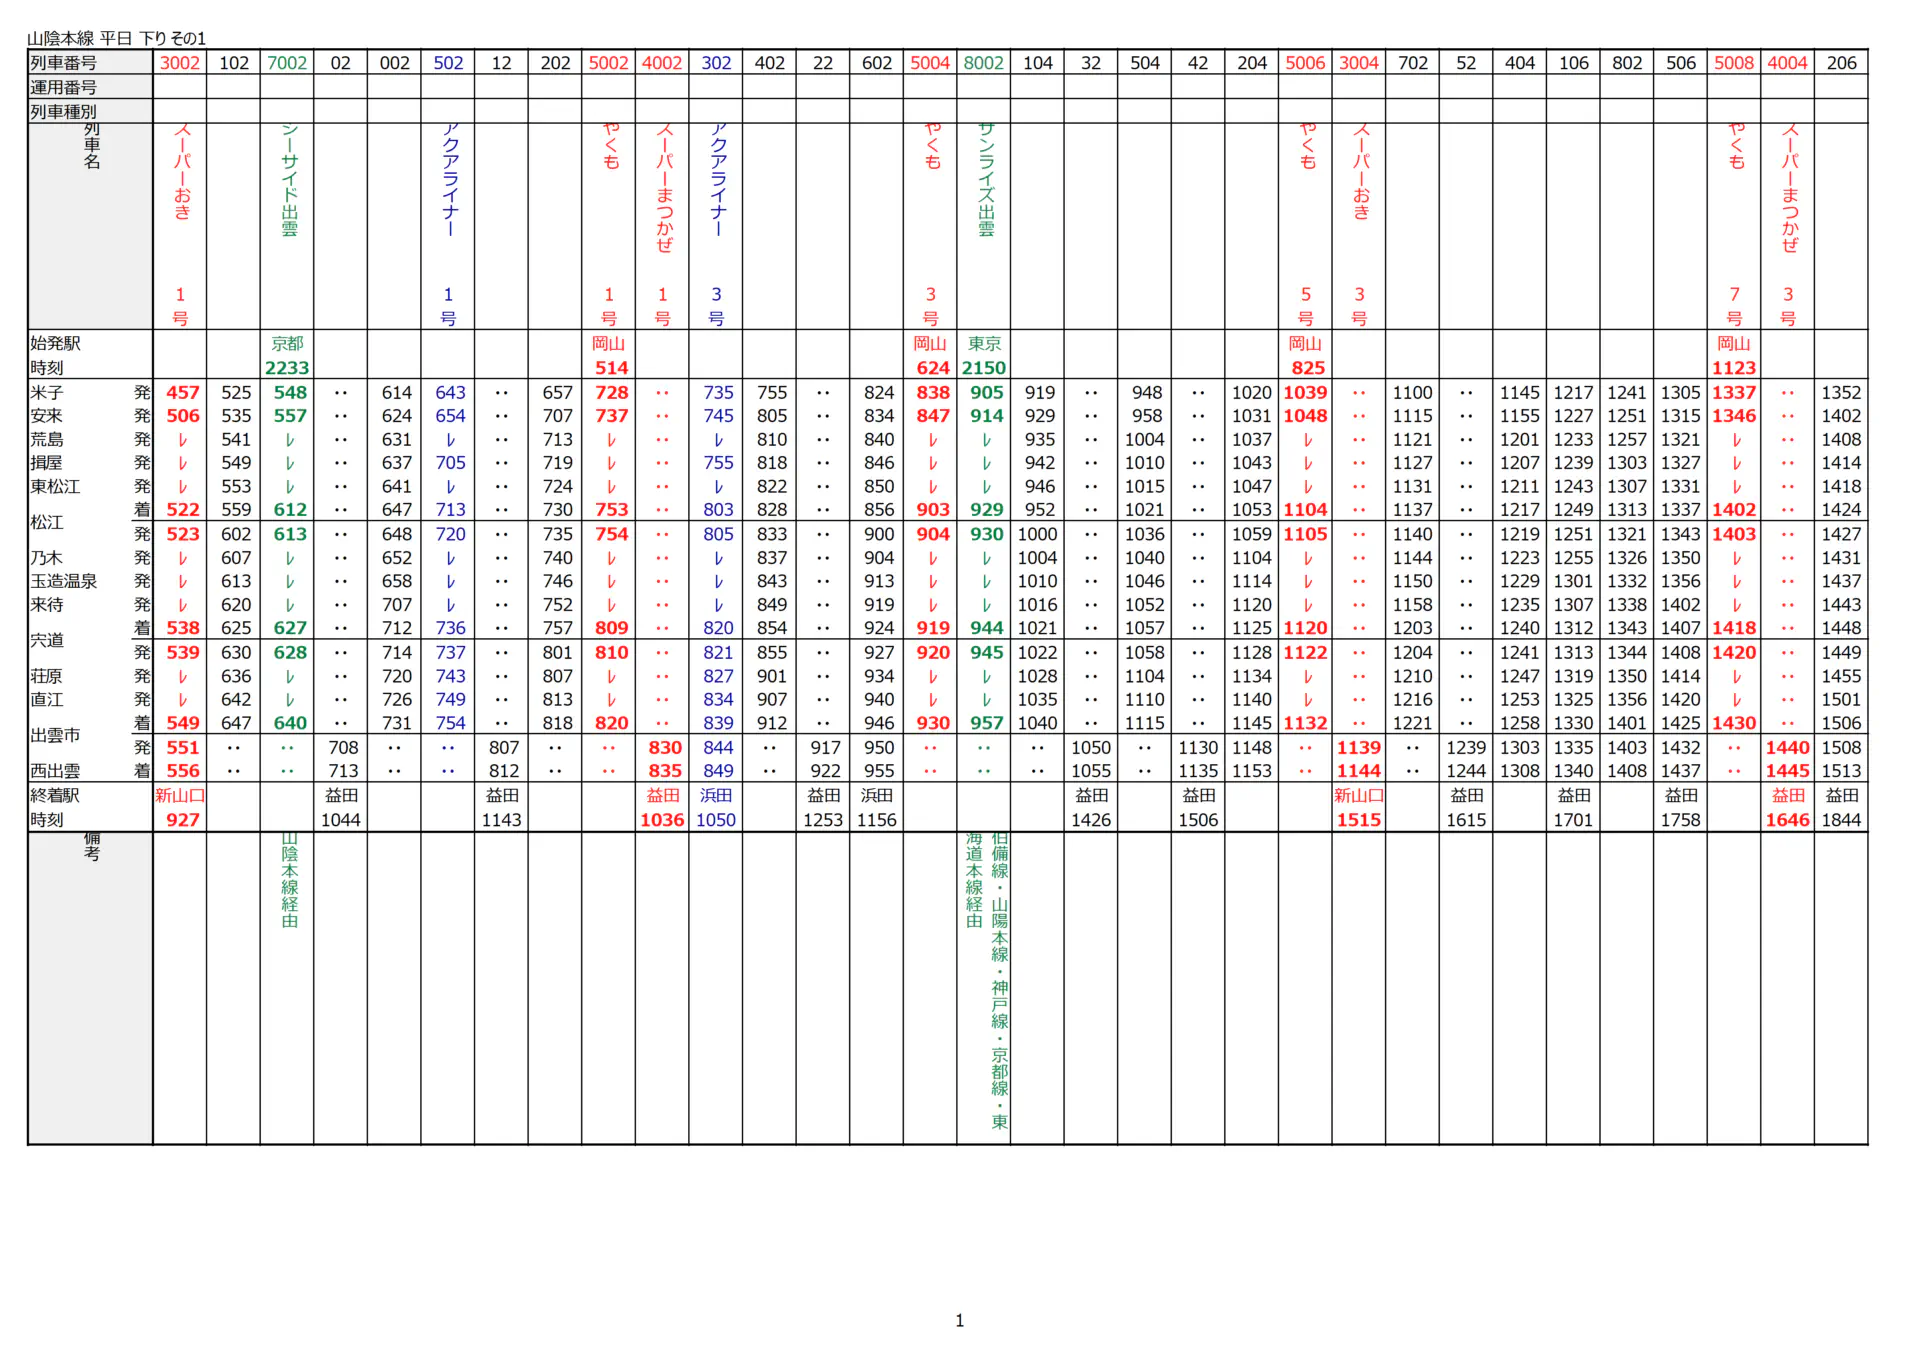 山陰本線 平日 下りその1
列車番号 3002 102 7002 02 002 502 12 202 5002 4002 302 402 22 602 5004 8002 104 32 504 42 204 5006 3004 702 52 404 106 802 506 5008 4004 206
運用番号
列車種別
列車名 スーパーおき1号 シーサイド出雲 アクアライナー1号 やくも1号 スーパーまつかぜ1号 アクアライナー3号 やくも3号 サンライズ出雲 やくも5号 スーパーおき3号 やくも7号 スーパーまつかぜ3号
始発駅 京都 岡山 岡山 東京 岡山 岡山
時刻 2233 514 624 2150 825 1123
米子 発 457 525 548 ‥ 614 643 ‥ 657 728 ‥ 735 755 ‥ 824 838 905 919 ‥ 948 ‥ 1020 1039 ‥ 1100 ‥ 1145 1217 1241 1305 1337 ‥ 1352
安来 発 506 535 557 ‥ 624 654 ‥ 707 737 ‥ 745 805 ‥ 834 847 914 929 ‥ 958 ‥ 1031 1048 ‥ 1115 ‥ 1155 1227 1251 1315 1346 ‥ 1402
荒島 発 レ 541 レ ‥ 631 レ ‥ 713 レ ‥ レ 810 ‥ 840 レ レ 935 ‥ 1004 ‥ 1037 レ ‥ 1121 ‥ 1201 1233 1257 1321 レ ‥ 1408
揖屋 発 レ 549 レ ‥ 637 705 ‥ 719 レ ‥ 755 818 ‥ 846 レ レ 942 ‥ 1010 ‥ 1043 レ ‥ 1127 ‥ 1207 1239 1303 1327 レ ‥ 1414
東松江 発 レ 553 レ ‥ 641 レ ‥ 724 レ ‥ レ 822 ‥ 850 レ レ 946 ‥ 1015 ‥ 1047 レ ‥ 1131 ‥ 1211 1243 1307 1331 レ ‥ 1418
松江 着 522 559 612 ‥ 647 713 ‥ 730 753 ‥ 803 828 ‥ 856 903 929 952 ‥ 1021 ‥ 1053 1104 ‥ 1137 ‥ 1217 1249 1313 1337 1402 ‥ 1424
発 523 602 613 ‥ 648 720 ‥ 735 754 ‥ 805 833 ‥ 900 904 930 1000 ‥ 1036 ‥ 1059 1105 ‥ 1140 ‥ 1219 1251 1321 1343 1403 ‥ 1427
乃木 発 レ 607 レ ‥ 652 レ ‥ 740 レ ‥ レ 837 ‥ 904 レ レ 1004 ‥ 1040 ‥ 1104 レ ‥ 1144 ‥ 1223 1255 1326 1350 レ ‥ 1431
玉造温泉 発 レ 613 レ ‥ 658 レ ‥ 746 レ ‥ レ 843 ‥ 913 レ レ 1010 ‥ 1046 ‥ 1114 レ ‥ 1150 ‥ 1229 1301 1332 1356 レ ‥ 1437
来待 発 レ 620 レ ‥ 707 レ ‥ 752 レ ‥ レ 849 ‥ 919 レ レ 1016 ‥ 1052 ‥ 1120 レ ‥ 1158 ‥ 1235 1307 1338 1402 レ ‥ 1443
宍道 着 538 625 627 ‥ 712 736 ‥ 757 809 ‥ 820 854 ‥ 924 919 944 1021 ‥ 1057 ‥ 1125 1120 ‥ 1203 ‥ 1240 1312 1343 1407 1418 ‥ 1448
発 539 630 628 ‥ 714 737 ‥ 801 810 ‥ 821 855 ‥ 927 920 945 1022 ‥ 1058 ‥ 1128 1122 ‥ 1204 ‥ 1241 1313 1344 1408 1420 ‥ 1449
荘原 発 レ 636 レ ‥ 720 743 ‥ 807 レ ‥ 827 901 ‥ 934 レ レ 1028 ‥ 1104 ‥ 1134 レ ‥ 1210 ‥ 1247 1319 1350 1414 レ ‥ 1455
直江 発 レ 642 レ ‥ 726 749 ‥ 813 レ ‥ 834 907 ‥ 940 レ レ 1035 ‥ 1110 ‥ 1140 レ ‥ 1216 ‥ 1253 1325 1356 1420 レ ‥ 1501
出雲市 着 549 647 640 ‥ 731 754 ‥ 818 820 ‥ 839 912 ‥ 946 930 957 1040 ‥ 1115 ‥ 1145 1132 ‥ 1221 ‥ 1258 1330 1401 1425 1430 ‥ 1506
発 551 ‥ ‥ 708 ‥ ‥ 807 ‥ ‥ 830 844 ‥ 917 950 ‥ ‥ ‥ 1050 ‥ 1130 1148 ‥ 1139 ‥ 1239 1303 1335 1403 1432 ‥ 1440 1508
西出雲 着 556 ‥ ‥ 713 ‥ ‥ 812 ‥ ‥ 835 849 ‥ 922 955 ‥ ‥ ‥ 1055 ‥ 1135 1153 ‥ 1144 ‥ 1244 1308 1340 1408 1437 ‥ 1445 1513
終着駅 新山口 益田 益田 益田 浜田 益田 浜田 益田 益田 新山口 益田 益田 益田 益田 益田
時刻 927 1044 1143 1036 1050 1253 1156 1426 1506 1515 1615 1701 1758 1646 1844
備考 山陰本線経由 伯備線・山陽本線・神戸線・京都線・東海道本線経由
1